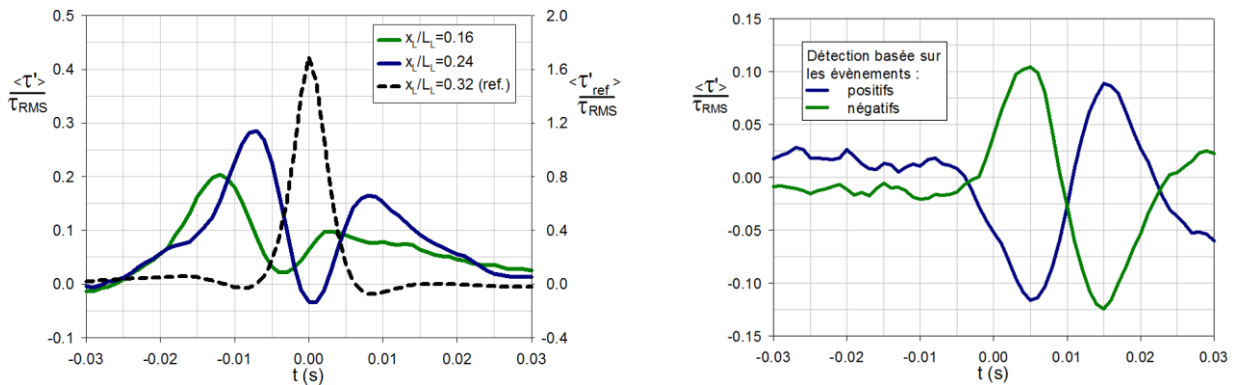 0.5
0.4
0.3
0.2
0.1
0.0
-0.1
<τ'>
τRMS
xL/LL=0.16
xL/LL=0.24
xL/LL=0.32 (ref.)
2.0
1.6
1.2
0.8
0.4
0.0
-0.4
<τ'ref>
τRMS
-0.03 -0.02 -0.01 0.00 0.01 0.02 0.03
t (s)
0.15
0.10
0.05
0.00
-0.05
-0.10
-0.15
<τ'>
τRMS
Détection basée sur
les évènements :
positifs
négatifs
-0.03 -0.02 -0.01 0.00 0.01 0.02 0.03
t (s)